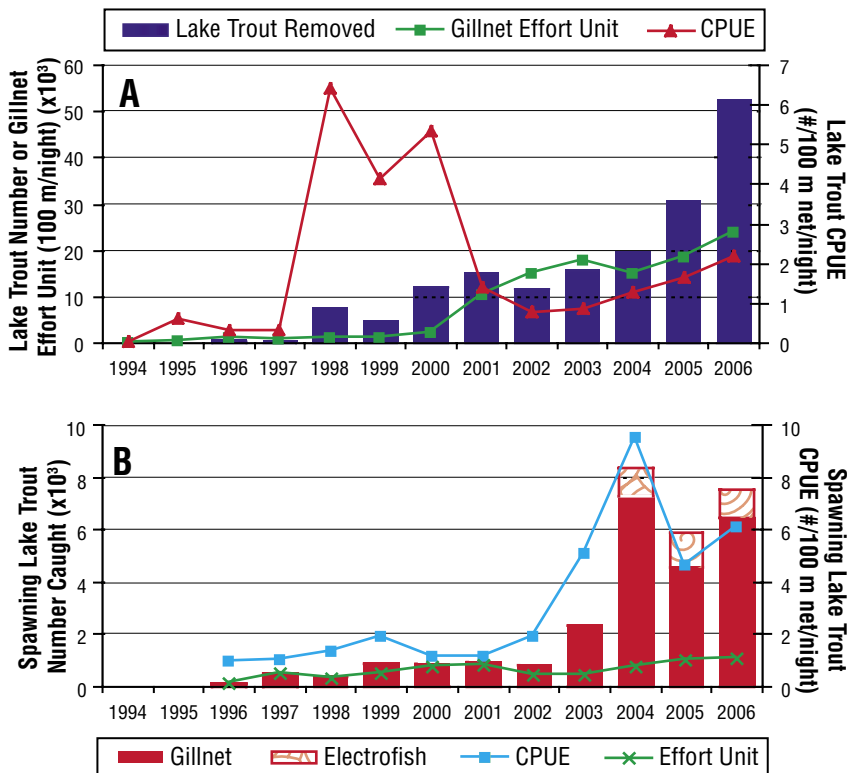 Lake Trout Removed Gillnet Effort Unit CPUE
A
Lake Trout Number or Gillnet
Effort Unit (100 m/night) (x10³)
60
50
40
30
20
10
0
7
6
5
4
3
2
1
0
Lake Trout CPUE
(#/100 m net/night)
1994 1995 1996 1997 1998 1999 2000 2001 2002 2003 2004 2005 2006
B
Spawning Lake Trout
Number Caught (x10³)
10
8
6
4
2
0
10
8
6
4
2
0
Spawning Lake Trout
CPUE (#/100 m net/night)
1994 1995 1996 1997 1998 1999 2000 2001 2002 2003 2004 2005 2006
Gillnet Electrofish CPUE Effort Unit